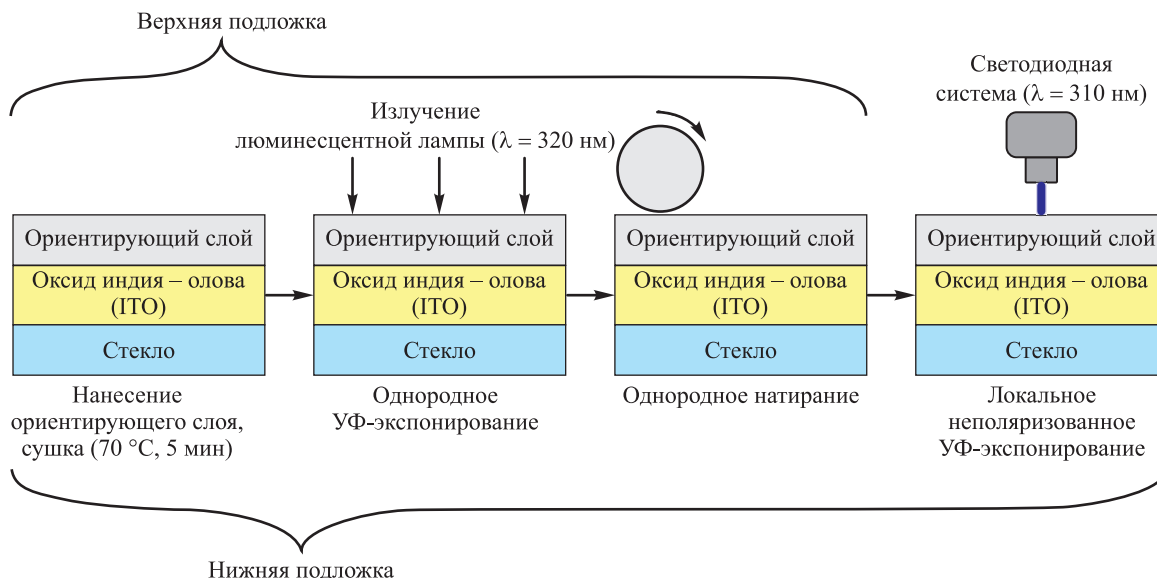 Верхняя подложка
Излучение
люминесцентной лампы (λ = 320 нм)
Светодиодная
система (λ = 310 нм)
Ориентирующий слой
Оксид индия – олова
(ITO)
Стекло
Нанесение
ориентирующего слоя,
сушка (70 °C, 5 мин)
Ориентирующий слой
Оксид индия – олова
(ITO)
Стекло
Однородное
УФ-экспонирование
Ориентирующий слой
Оксид индия – олова
(ITO)
Стекло
Однородное натирание
Ориентирующий слой
Оксид индия – олова
(ITO)
Стекло
Локальное
неполяризованное
УФ-экспонирование
Нижняя подложка